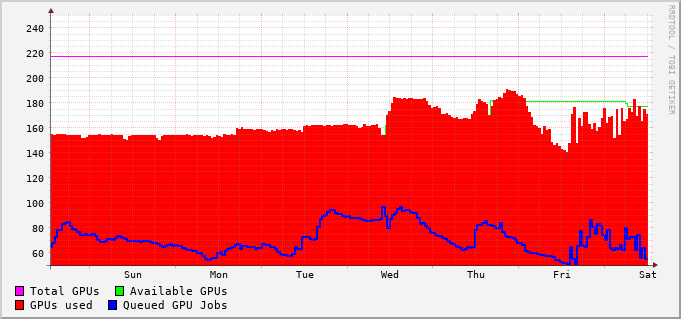 RRDTOOL / TOBI OETIKER
240
220
200
180
160
140
120
100
80
60
Sun Mon Tue Wed Thu Fri Sat
Total GPUs Available GPUs
GPUs used Queued GPU Jobs